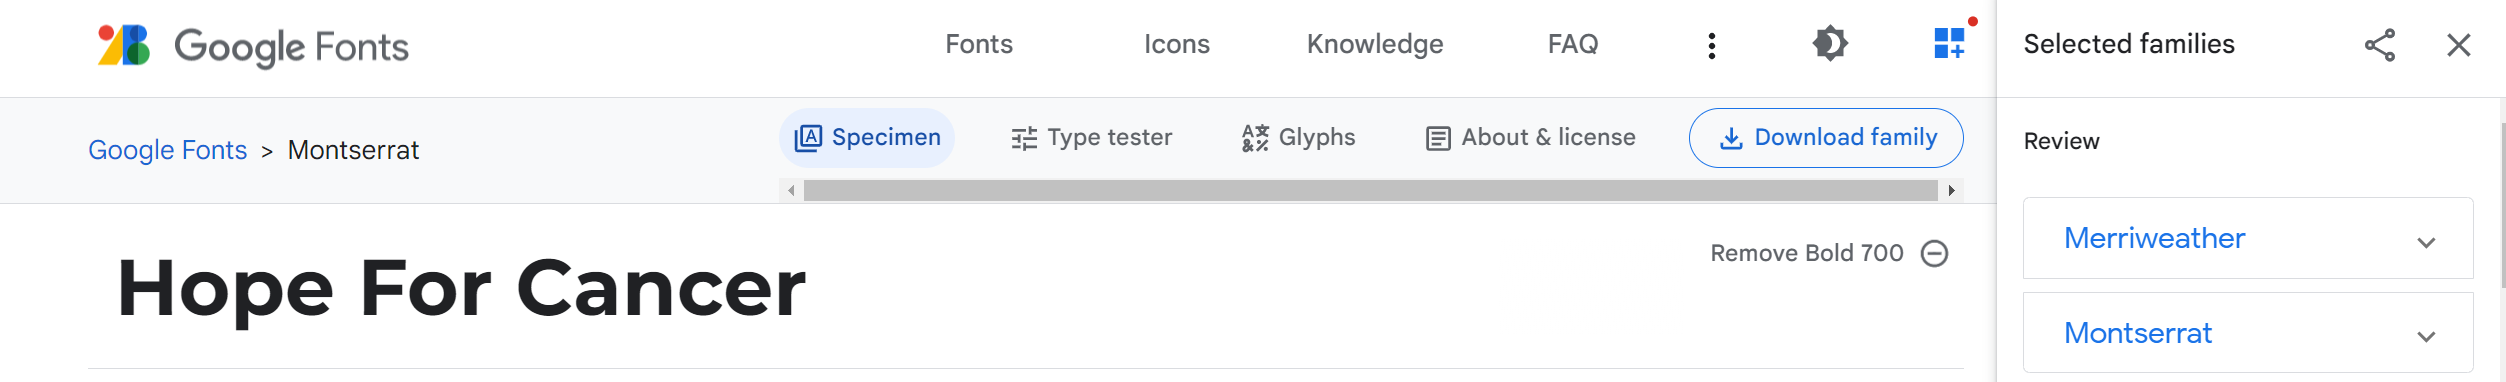 Google Fonts
Fonts Icons Knowledge FAQ
Selected families
Google Fonts > Montserrat
Specimen Type tester Glyphs About & license Download family
Review
Hope For Cancer
Remove Bold 700
Merriweather
Montserrat